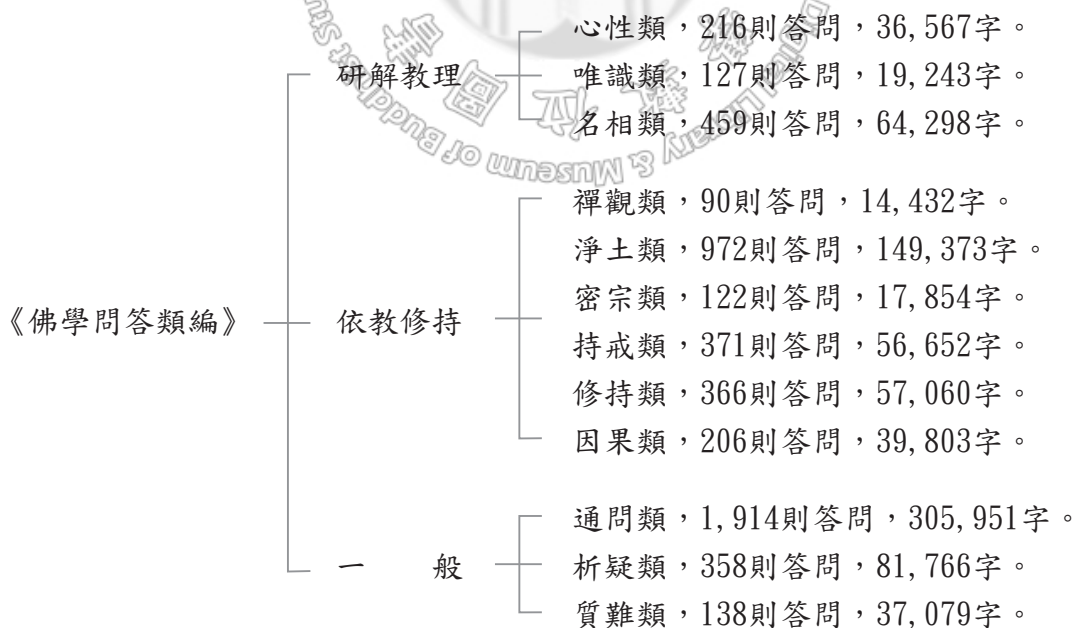 心性類，216則答問，36,567字。
研解教理
唯識類，127則答問，19,243字。
名相類，459則答問，64,298字。
禪觀類，90則答問，14,432字。
淨土類，972則答問，149,373字。
密宗類，122則答問，17,854字。
《佛學問答類編》
依教修持
持戒類，371則答問，56,652字。
修持類，366則答問，57,060字。
因果類，206則答問，39,803字。
通問類，1,914則答問，305,951字。
一　　般
析疑類，358則答問，81,766字。
質難類，138則答問，37,079字。